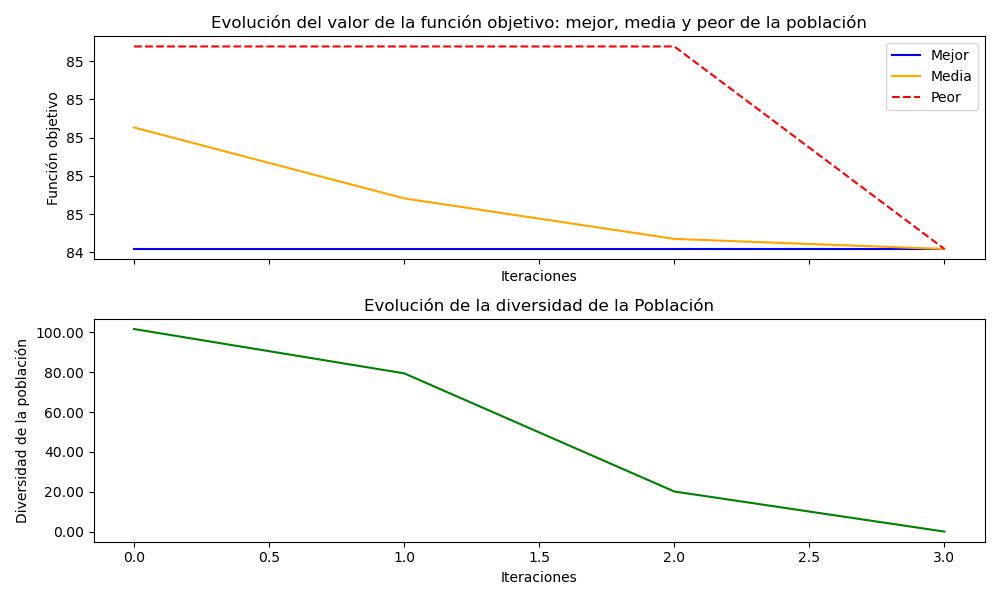 Evolución del valor de la función objetivo: mejor, media y peor de la población
Función objetivo
85
85
85
85
85
84
Mejor
Media
Peor
Iteraciones
Evolución de la diversidad de la Población
Diversidad de la población
100.00
80.00
60.00
40.00
20.00
0.00
0.0 0.5 1.0 1.5 2.0 2.5 3.0
Iteraciones